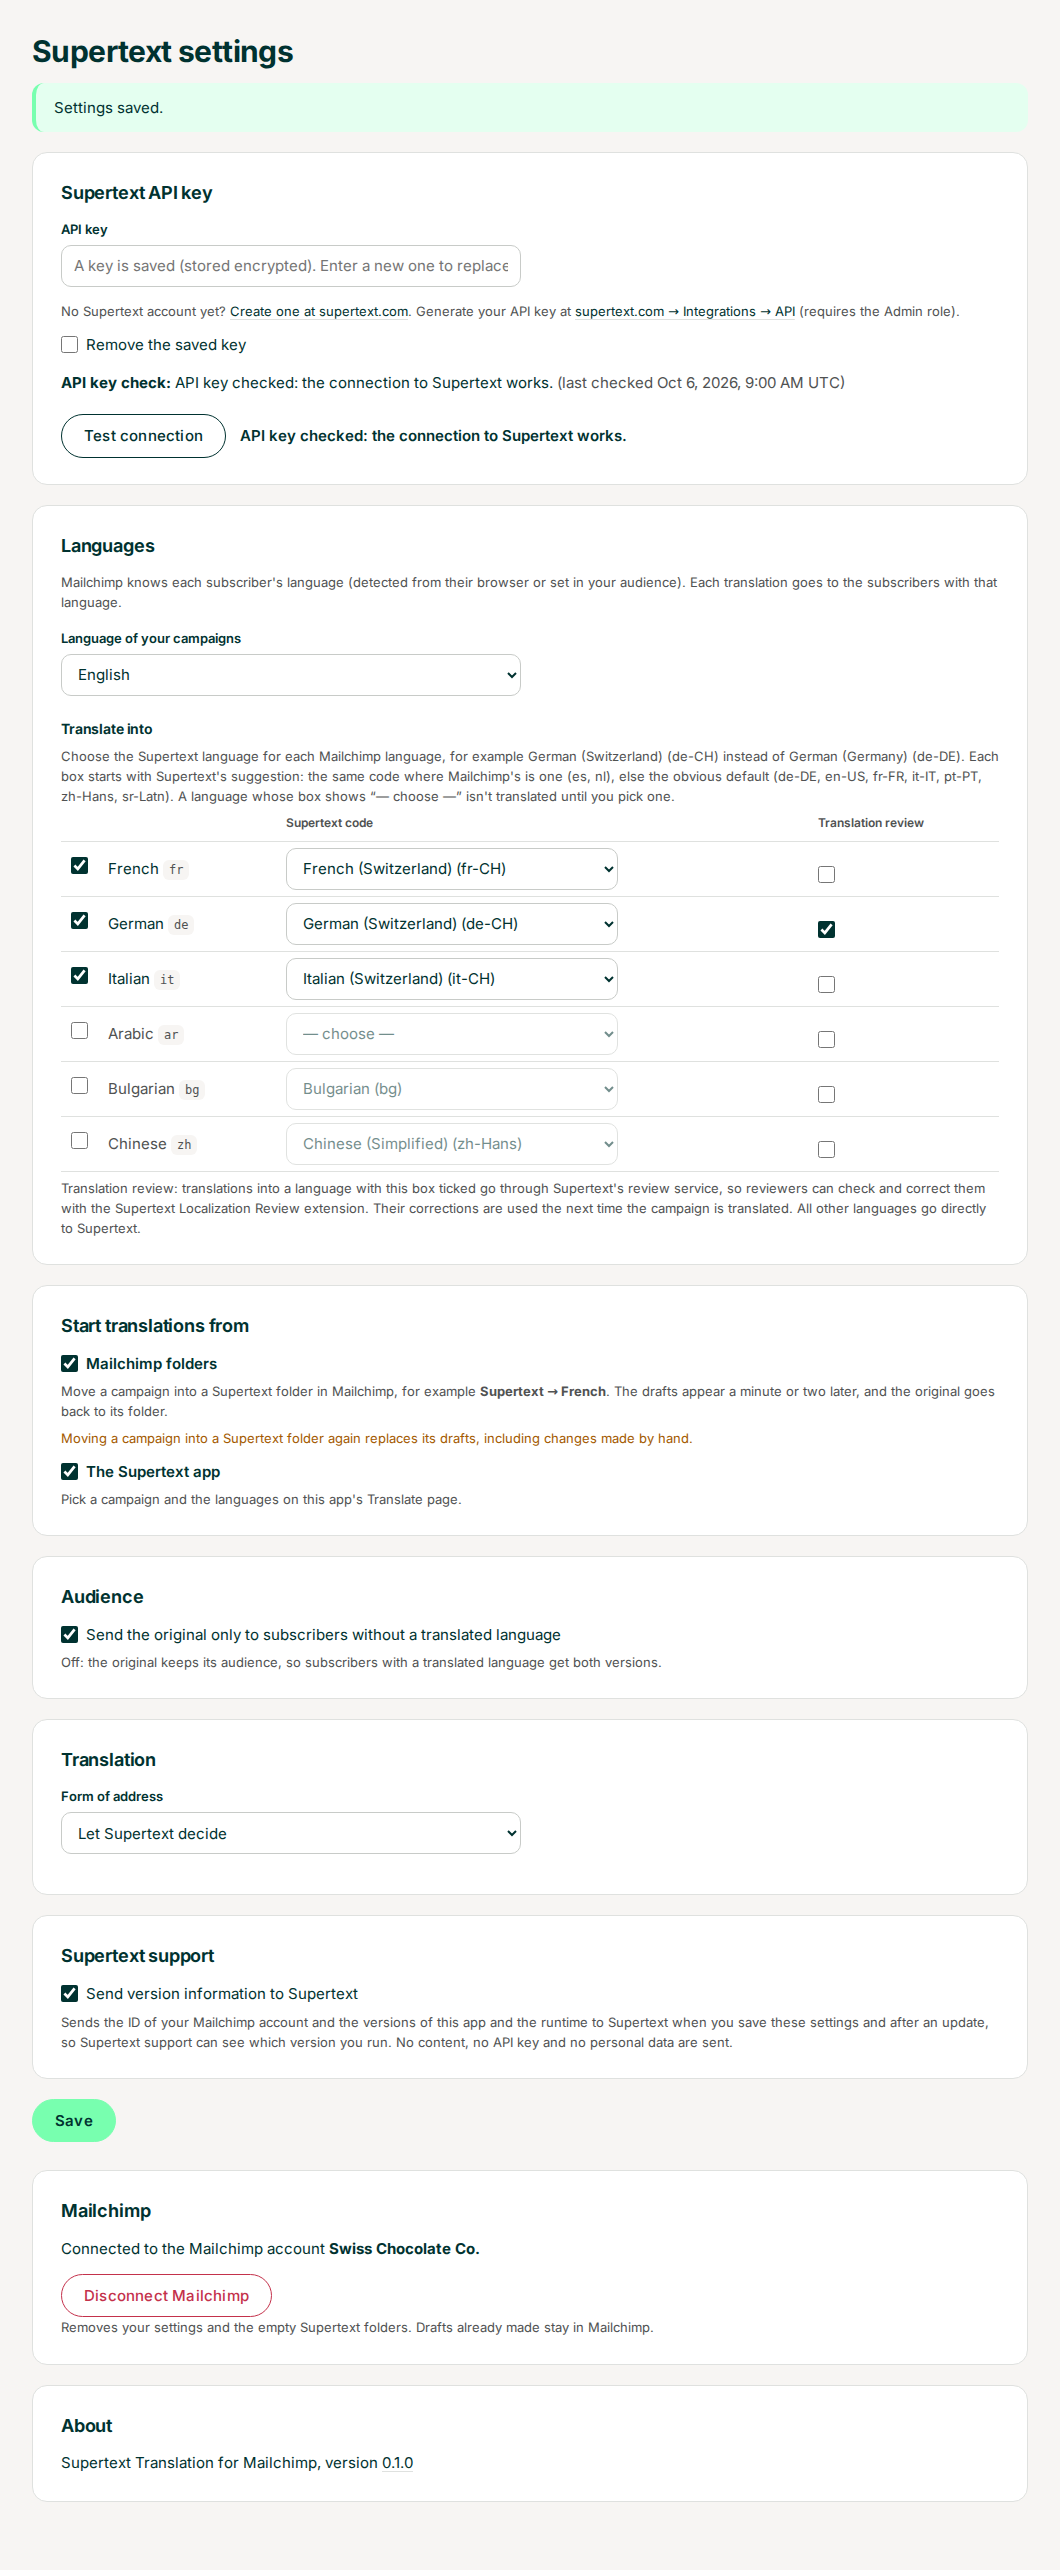 Supertext settings
Settings saved.
Supertext API key
API key
A key is saved (stored encrypted). Enter a new one to replace
No Supertext account yet? Create one at supertext.com. Generate your API key at supertext.com → Integrations → API (requires the Admin role).
Remove the saved key
API key check: API key checked: the connection to Supertext works. (last checked Oct 6, 2026, 9:00 AM UTC)
Test connection API key checked: the connection to Supertext works.
Languages
Mailchimp knows each subscriber's language (detected from their browser or set in your audience). Each translation goes to the subscribers with that
language.
Language of your campaigns
English
Translate into
Choose the Supertext language for each Mailchimp language, for example German (Switzerland) (de-CH) instead of German (Germany) (de-DE). Each
box starts with Supertext's suggestion: the same code where Mailchimp's is one (es, nl), else the obvious default (de-DE, en-US, fr-FR, it-IT, pt-PT,
zh-Hans, sr-Latn). A language whose box shows “— choose —” isn't translated until you pick one.
Supertext code Translation review
French fr French (Switzerland) (fr-CH)
German de German (Switzerland) (de-CH)
Italian it Italian (Switzerland) (it-CH)
Arabic ar — choose —
Bulgarian bg Bulgarian (bg)
Chinese zh Chinese (Simplified) (zh-Hans)
Translation review: translations into a language with this box ticked go through Supertext's review service, so reviewers can check and correct them
with the Supertext Localization Review extension. Their corrections are used the next time the campaign is translated. All other languages go directly
to Supertext.
Start translations from
Mailchimp folders
Move a campaign into a Supertext folder in Mailchimp, for example Supertext → French. The drafts appear a minute or two later, and the original goes
back to its folder.
Moving a campaign into a Supertext folder again replaces its drafts, including changes made by hand.
The Supertext app
Pick a campaign and the languages on this app's Translate page.
Audience
Send the original only to subscribers without a translated language
Off: the original keeps its audience, so subscribers with a translated language get both versions.
Translation
Form of address
Let Supertext decide
Supertext support
Send version information to Supertext
Sends the ID of your Mailchimp account and the versions of this app and the runtime to Supertext when you save these settings and after an update,
so Supertext support can see which version you run. No content, no API key and no personal data are sent.
Save
Mailchimp
Connected to the Mailchimp account Swiss Chocolate Co.
Disconnect Mailchimp
Removes your settings and the empty Supertext folders. Drafts already made stay in Mailchimp.
About
Supertext Translation for Mailchimp, version 0.1.0